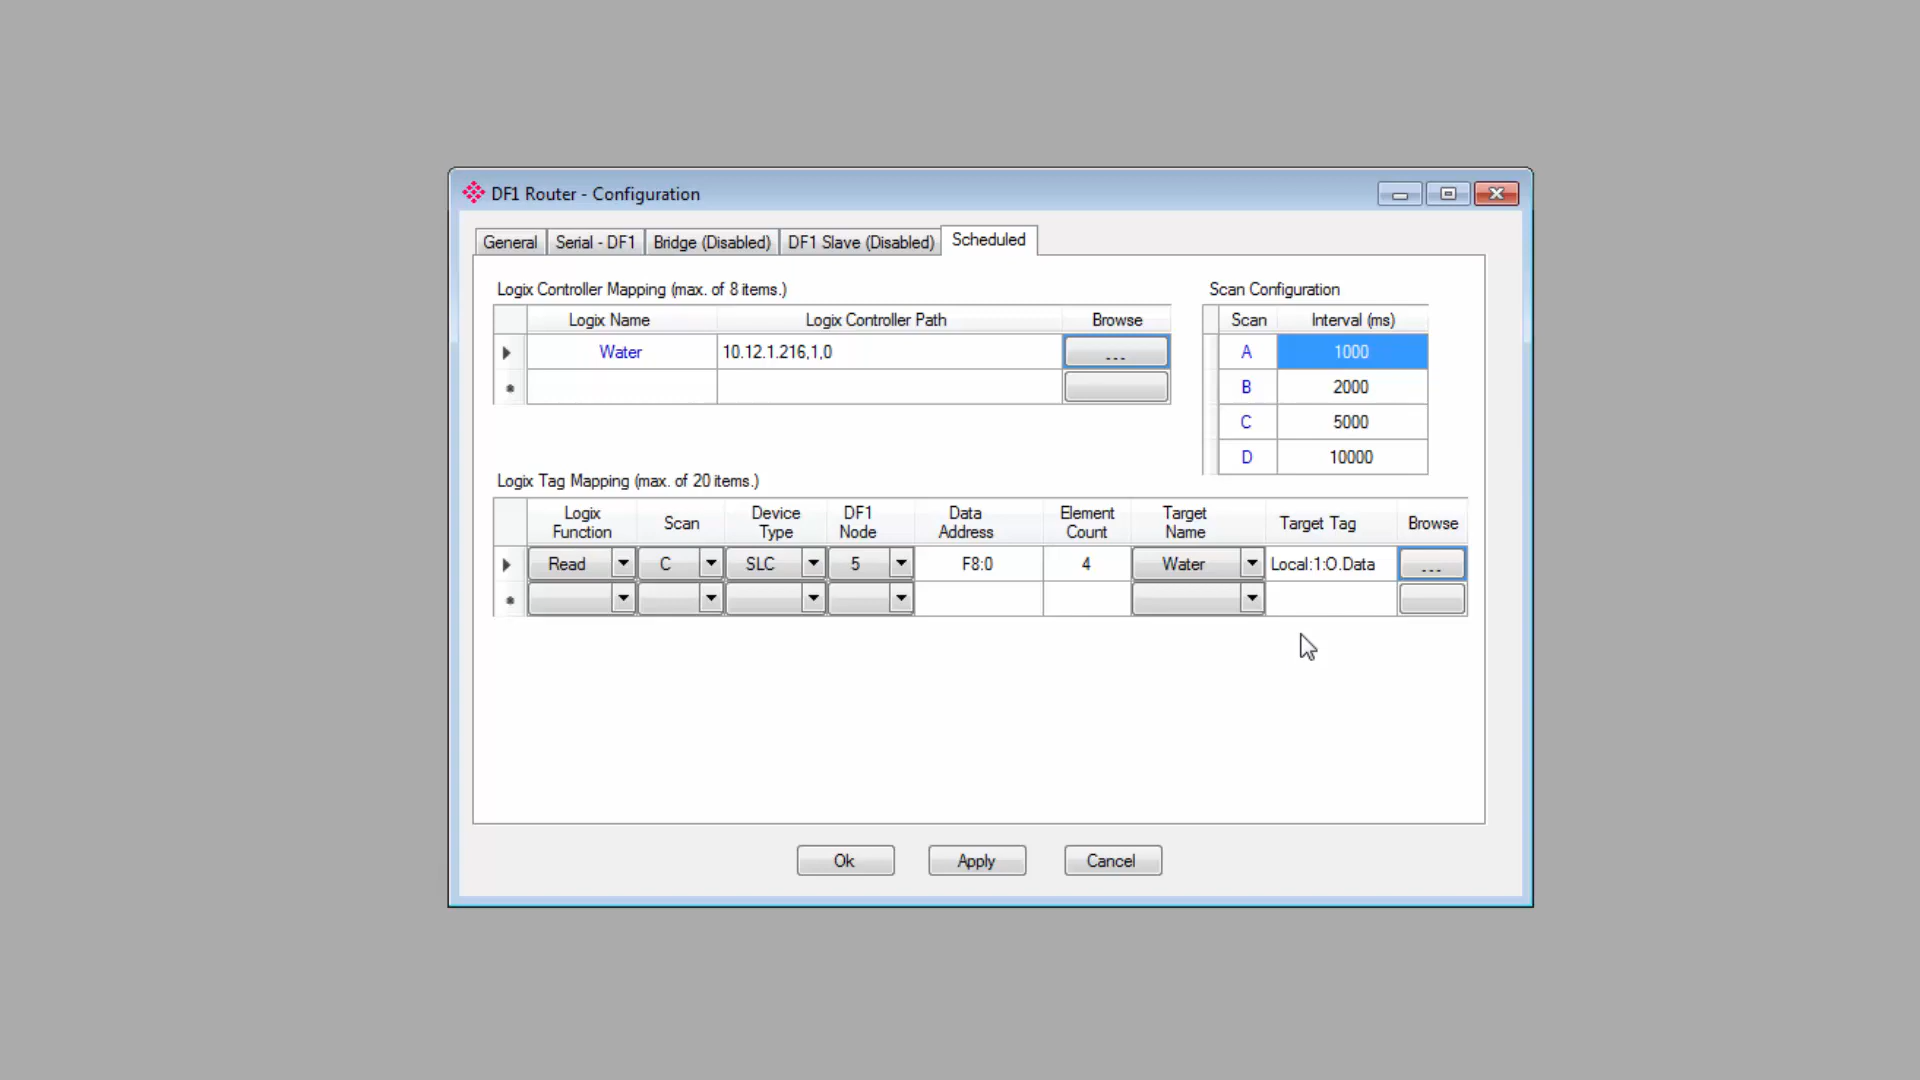 DF1 Router - Configuration
General Serial - DF1 Bridge (Disabled) DF1 Slave (Disabled) Scheduled
Logix Controller Mapping (max. of 8 items.)
Logix Name Logix Controller Path Browse
Water 10.12.1.216,1,0 ...
Scan Configuration
Scan Interval (ms)
A 1000
B 2000
C 5000
D 10000
Logix Tag Mapping (max. of 20 items.)
Logix Function Scan Device Type DF1 Node Data Address Element Count Target Name Target Tag Browse
Read C SLC 5 F8:0 4 Water Local:1:O.Data ...
Ok Apply Cancel